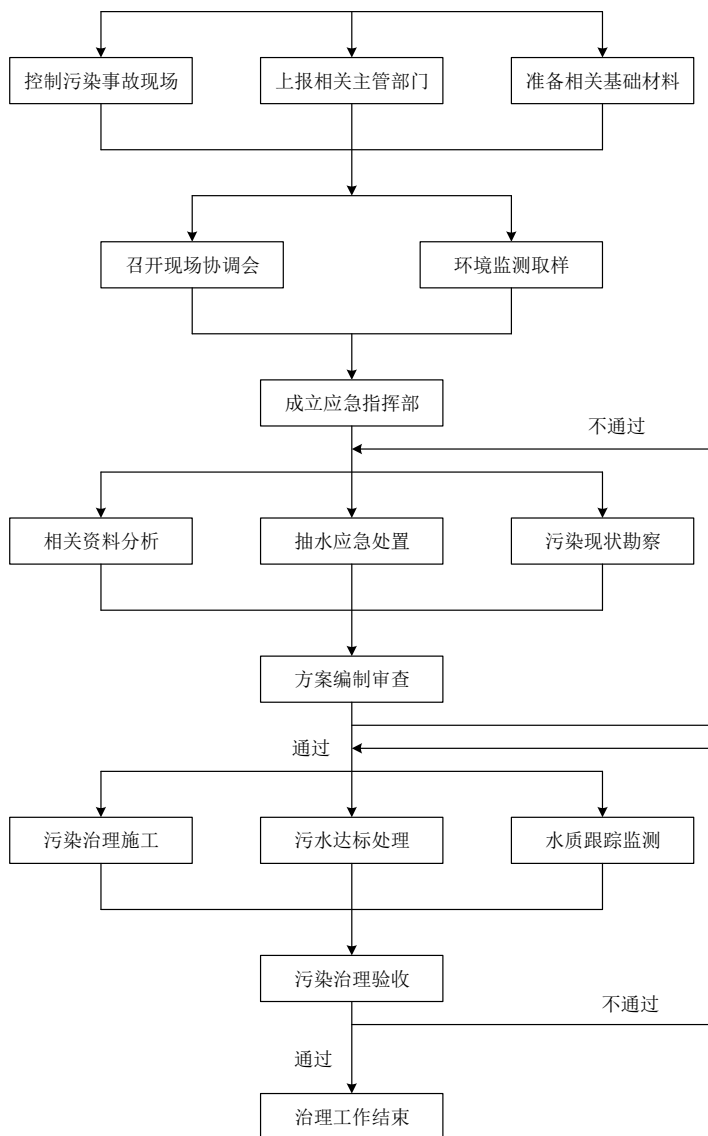 控制污染事故现场
上报相关主管部门
准备相关基础材料
召开现场协调会
环境监测取样
成立应急指挥部
不通过
相关资料分析
抽水应急处置
污染现状勘察
方案编制审查
通过
污染治理施工
污水达标处理
水质跟踪监测
污染治理验收
不通过
通过
治理工作结束